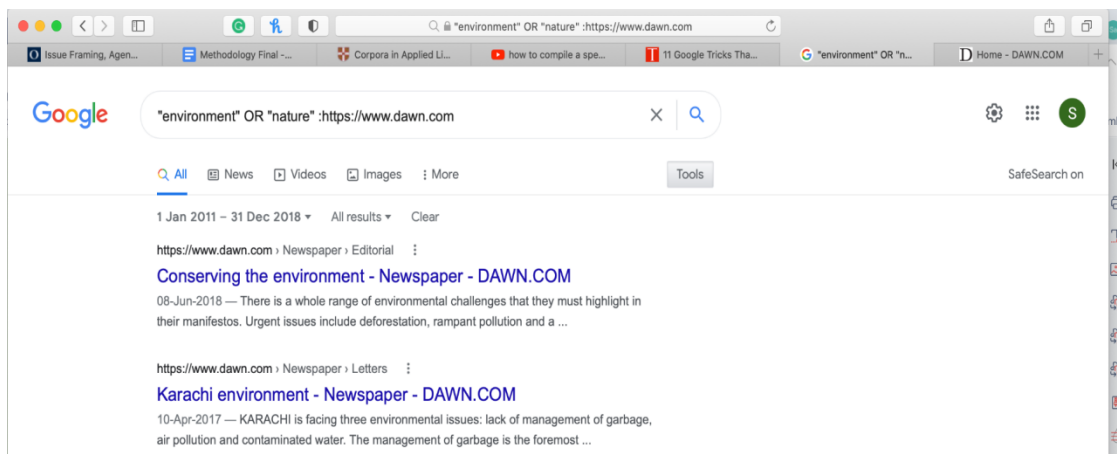 "environment" OR "nature" :https://www.dawn.com
Issue Framing, Agen...
Methodology Final -...
Corpora in Applied Li...
how to compile a spe...
11 Google Tricks Tha...
"environment" OR "n...
Home - DAWN.COM
Google
"environment" OR "nature" :https://www.dawn.com
S
All
News
Videos
Images
More
Tools
SafeSearch on
1 Jan 2011 – 31 Dec 2018
All results
Clear
https://www.dawn.com › Newspaper › Editorial
Conserving the environment - Newspaper - DAWN.COM
08-Jun-2018 — There is a whole range of environmental challenges that they must highlight in
their manifestos. Urgent issues include deforestation, rampant pollution and a ...
https://www.dawn.com › Newspaper › Letters
Karachi environment - Newspaper - DAWN.COM
10-Apr-2017 — KARACHI is facing three environmental issues: lack of management of garbage,
air pollution and contaminated water. The management of garbage is the foremost ...